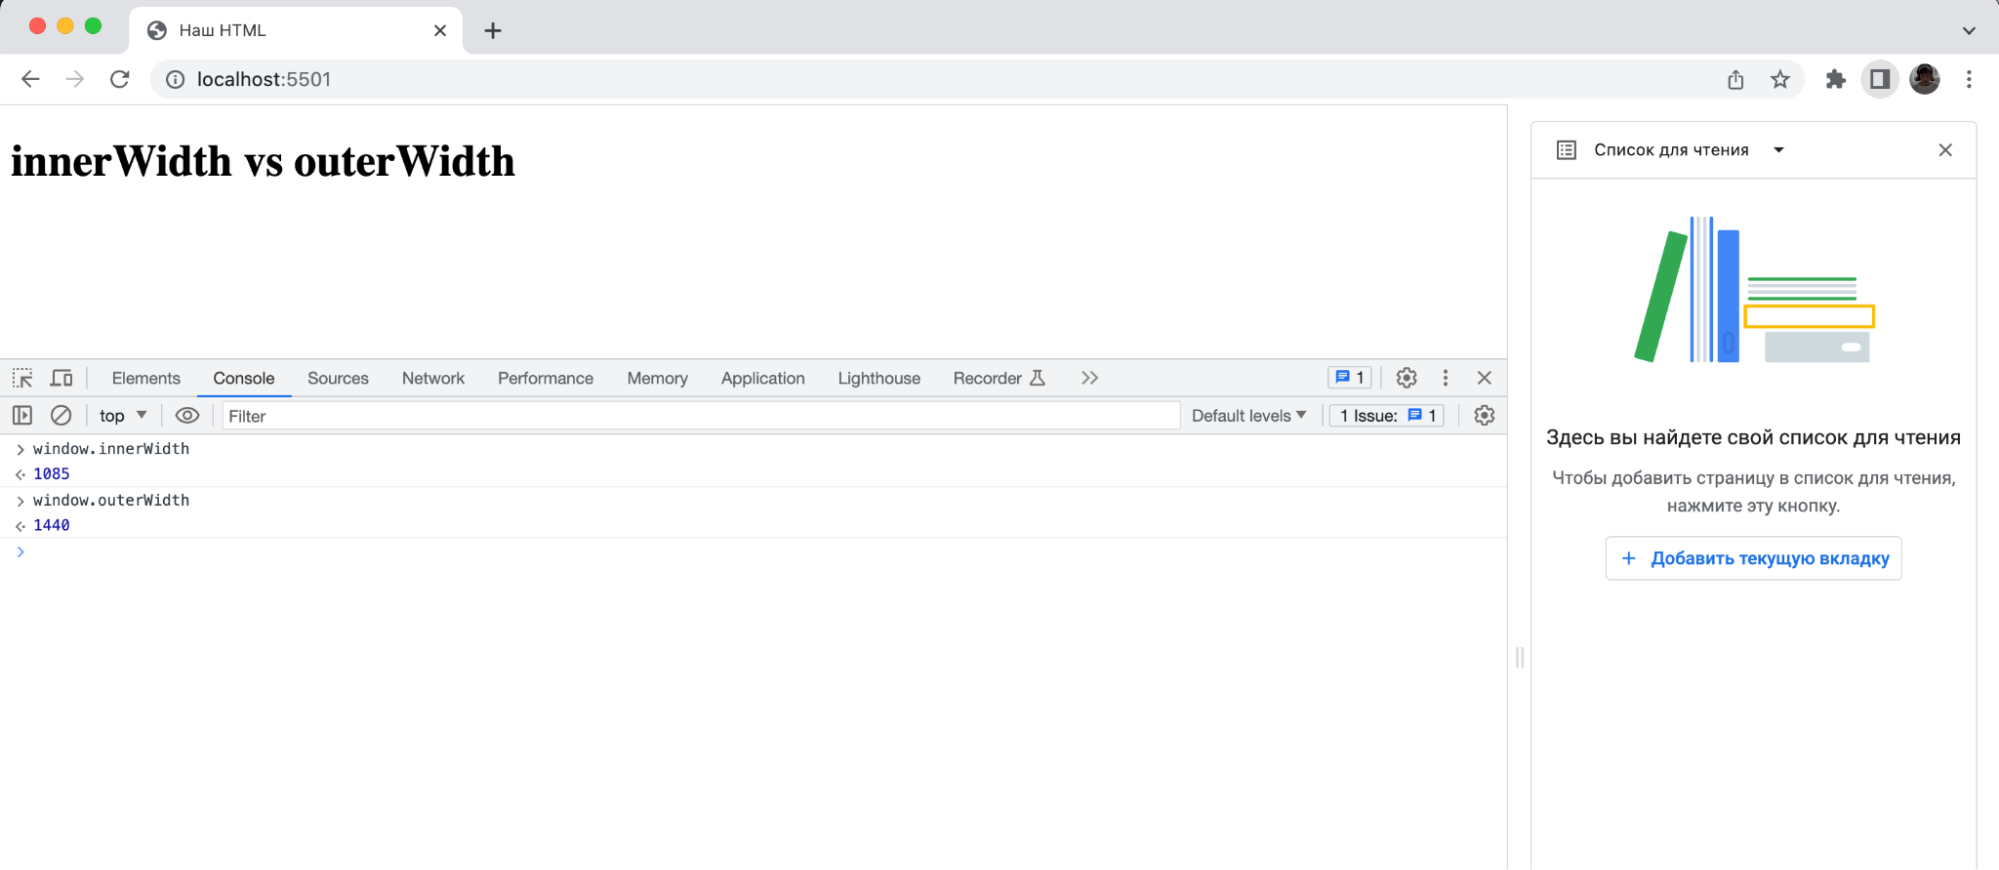 Наш HTML
localhost:5501
innerWidth vs outerWidth
Elements Console Sources Network Performance Memory Application Lighthouse Recorder 1
top Filter Default levels 1 Issue: 1
window.innerWidth
1085
window.outerWidth
1440
Список для чтения
Здесь вы найдете свой список для чтения
Чтобы добавить страницу в список для чтения,
нажмите эту кнопку.
+ Добавить текущую вкладку